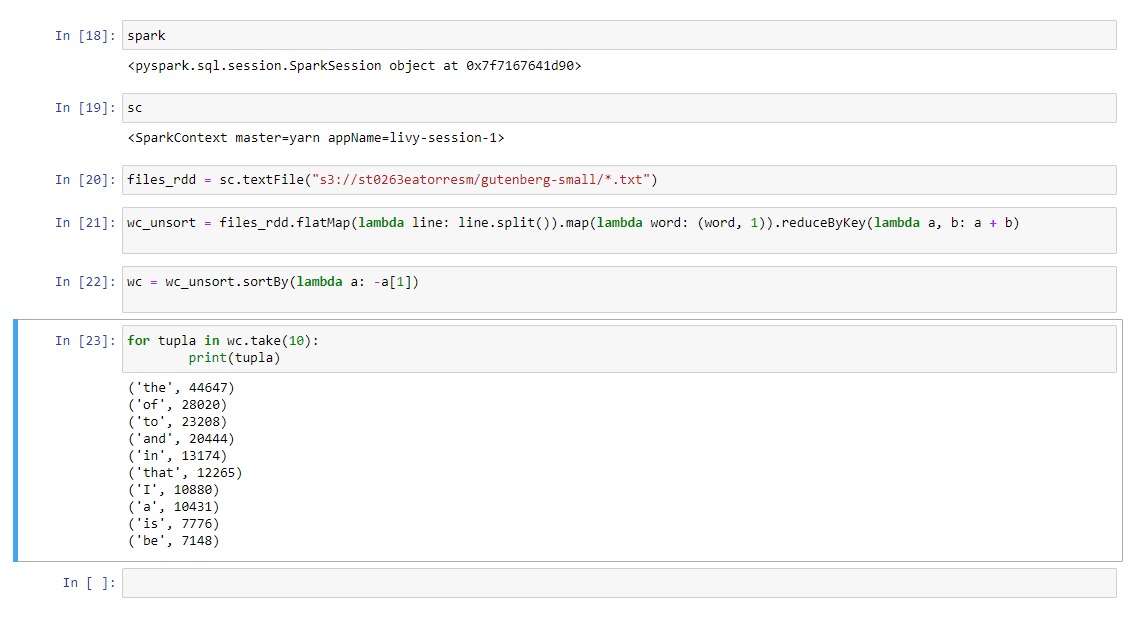 In [18]: spark
<pyspark.sql.session.SparkSession object at 0x7f7167641d90>
In [19]: sc
<SparkContext master=yarn appName=livy-session-1>
In [20]: files_rdd = sc.textFile("s3://st0263eatorresm/gutenberg-small/*.txt")
In [21]: wc_unsort = files_rdd.flatMap(lambda line: line.split()).map(lambda word: (word, 1)).reduceByKey(lambda a, b: a + b)
In [22]: wc = wc_unsort.sortBy(lambda a: -a[1])
In [23]: for tupla in wc.take(10):
        print(tupla)
('the', 44647)
('of', 28020)
('to', 23208)
('and', 20444)
('in', 13174)
('that', 12265)
('I', 10880)
('a', 10431)
('is', 7776)
('be', 7148)
In [ ]: